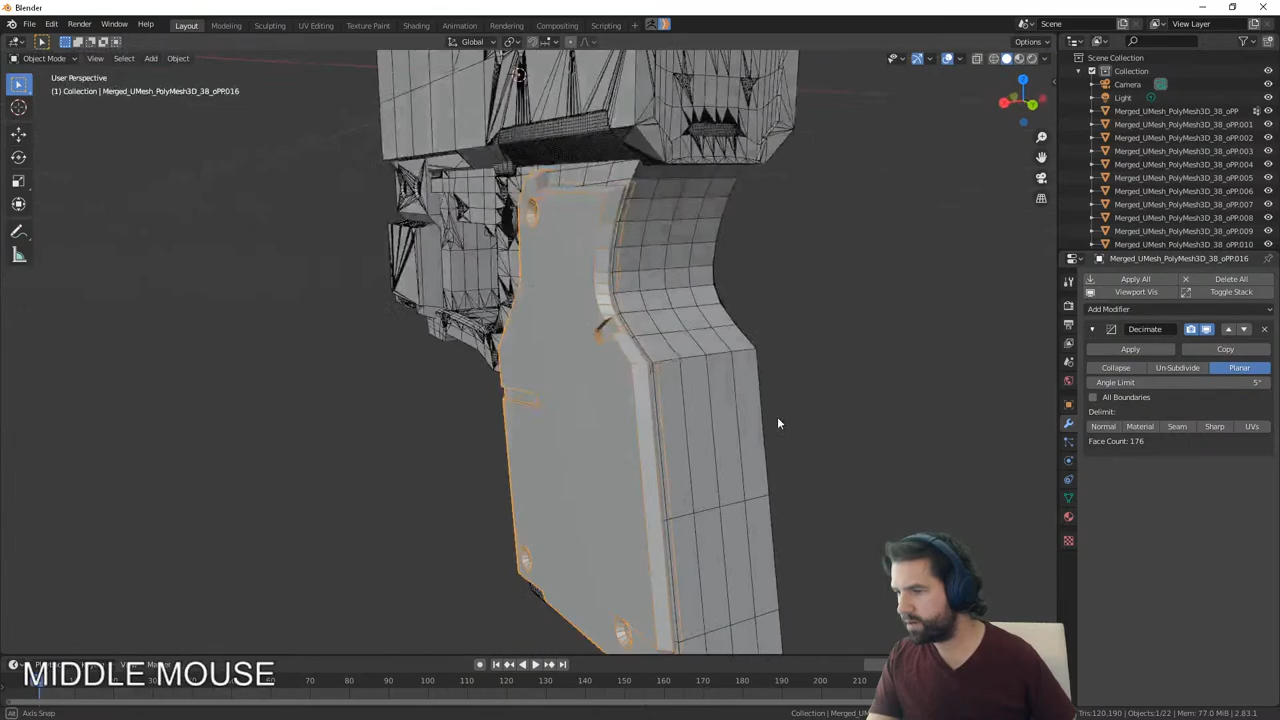 Blender
File Edit Render Window Help Layout Modeling Sculpting UV Editing Texture Paint Shading Animation Rendering Compositing Scripting + Scene View Layer
Global Options
Object Mode View Select Add Object
User Perspective
(1) Collection | Merged_UMesh_PolyMesh3D_38_oPP.016
Scene Collection
Collection
Camera
Light
Merged_UMesh_PolyMesh3D_38_oPP
Merged_UMesh_PolyMesh3D_38_oPP.001
Merged_UMesh_PolyMesh3D_38_oPP.002
Merged_UMesh_PolyMesh3D_38_oPP.003
Merged_UMesh_PolyMesh3D_38_oPP.004
Merged_UMesh_PolyMesh3D_38_oPP.005
Merged_UMesh_PolyMesh3D_38_oPP.006
Merged_UMesh_PolyMesh3D_38_oPP.007
Merged_UMesh_PolyMesh3D_38_oPP.008
Merged_UMesh_PolyMesh3D_38_oPP.009
Merged_UMesh_PolyMesh3D_38_oPP.010
Merged_UMesh_PolyMesh3D_38_oPP.016
Apply All Delete All
Viewport Vis Toggle Stack
Add Modifier
Decimate
Apply Copy
Collapse Un-Subdivide Planar
Angle Limit 5°
All Boundaries
Delimit:
Normal Material Seam Sharp UVs
Face Count: 176
MIDDLE MOUSE
70 80 90 100 110 120 130 140 150 160 170 180 190 200 210
Axis Snap Collection | Merged_UM Tris:120,190 | Objects:1/22 | Mem: 77.0 MiB | 2.83.1